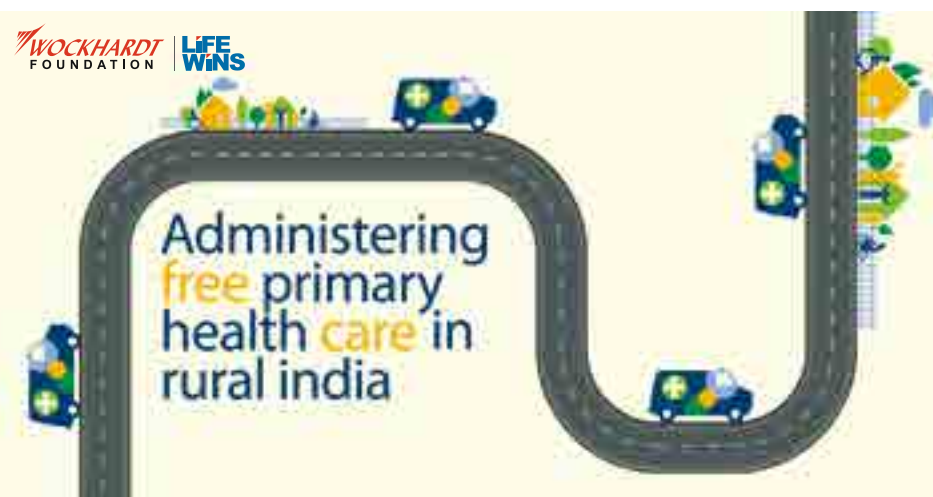 WOCKHARDT
FOUNDATION
LiFE
WiNS
Administering
free primary
health care in
rural india